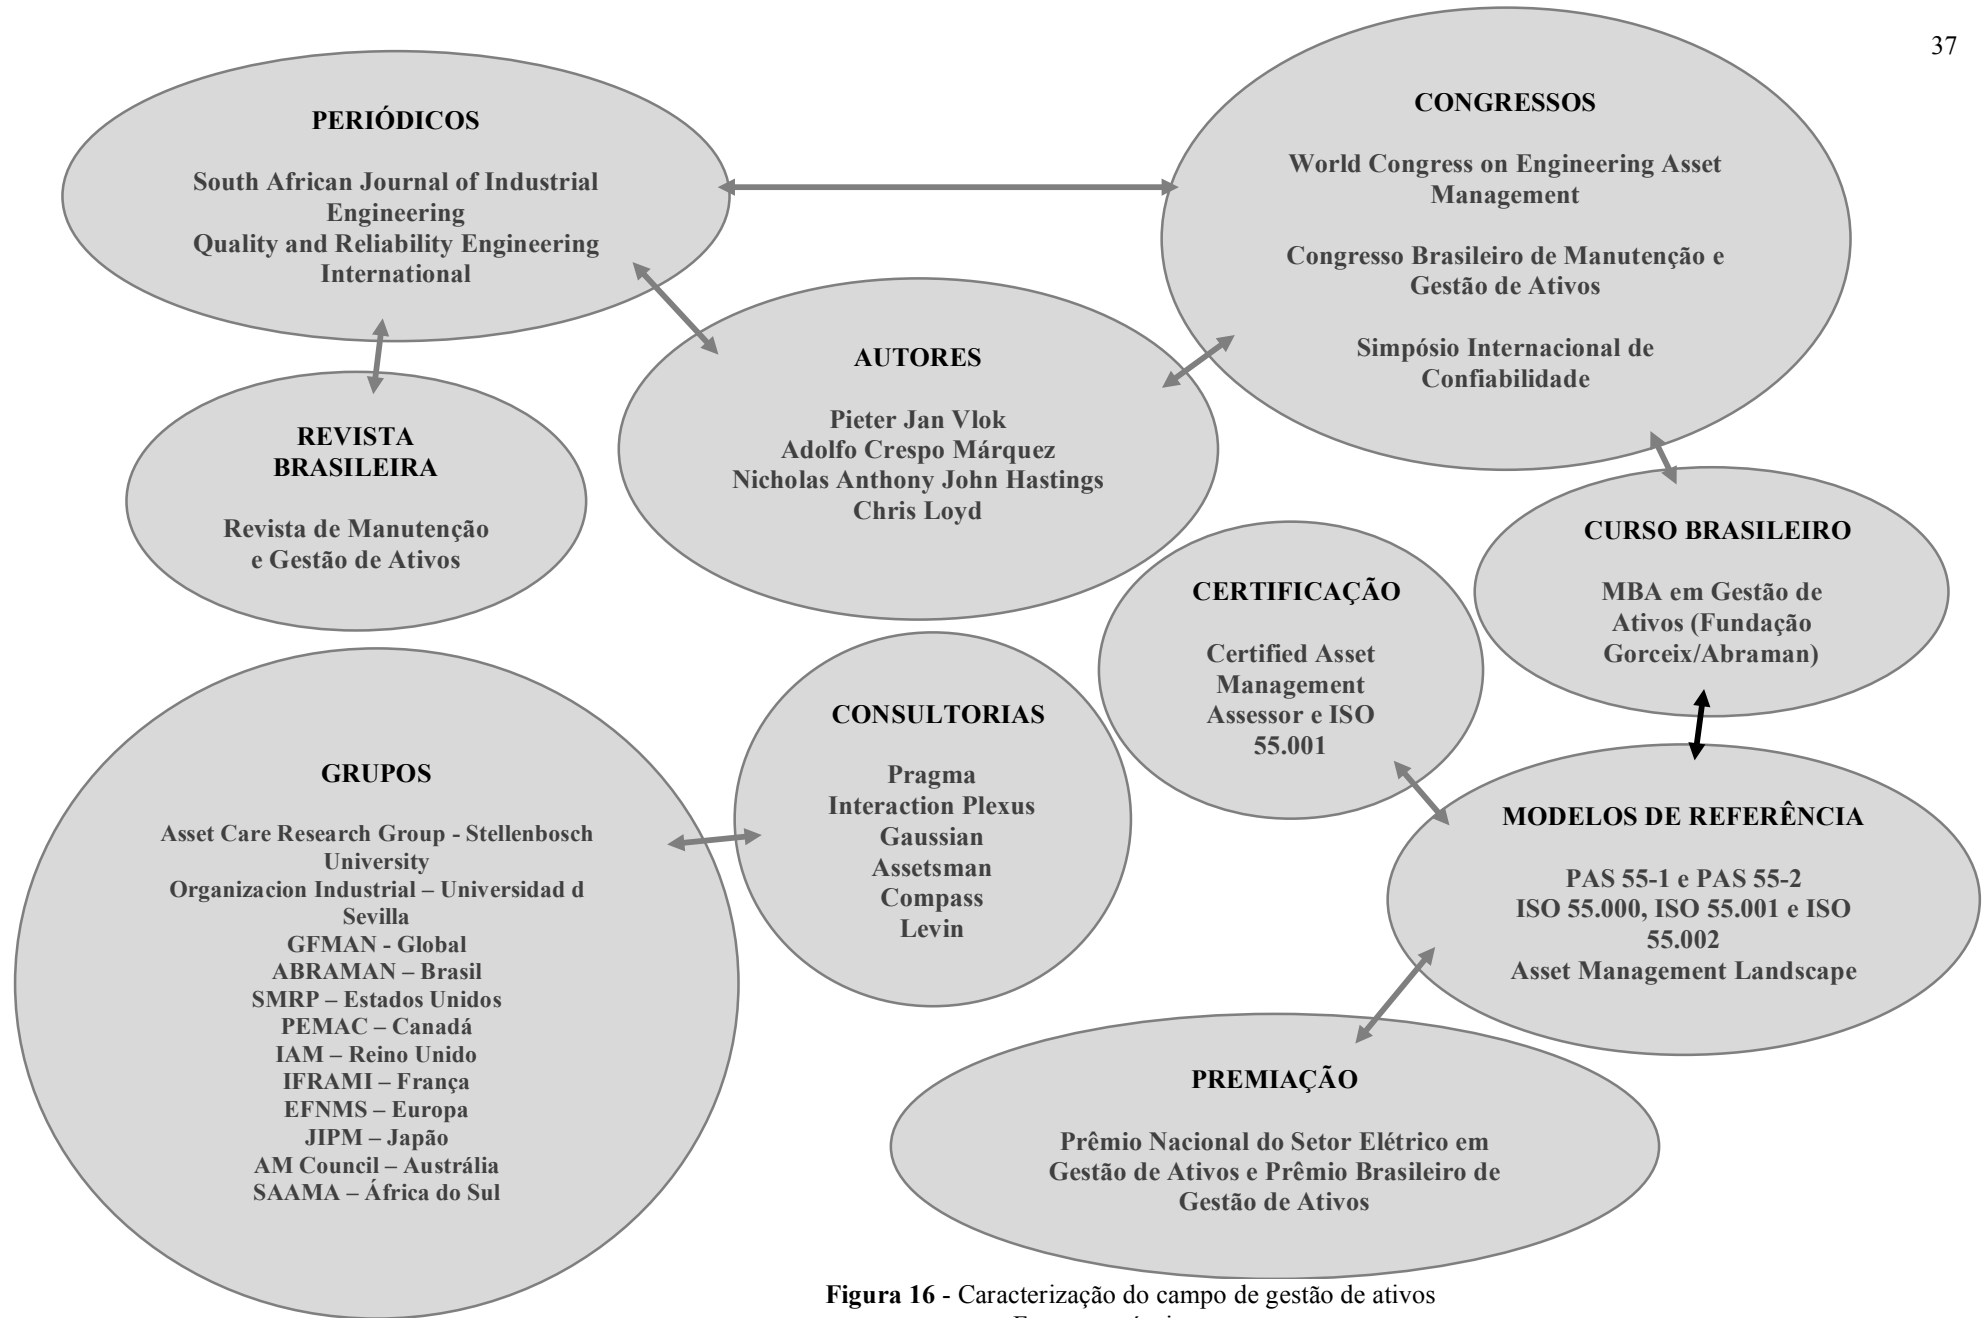 37
PERIÓDICOS
South African Journal of Industrial
Engineering
Quality and Reliability Engineering
International
CONGRESSOS
World Congress on Engineering Asset
Management
Congresso Brasileiro de Manutenção e
Gestão de Ativos
Simpósio Internacional de
Confiabilidade
AUTORES
Pieter Jan Vlok
Adolfo Crespo Márquez
Nicholas Anthony John Hastings
Chris Loyd
REVISTA
BRASILEIRA
Revista de Manutenção
e Gestão de Ativos
CURSO BRASILEIRO
MBA em Gestão de
Ativos (Fundação
Gorceix/Abraman)
CERTIFICAÇÃO
Certified Asset
Management
Assessor e ISO
55.001
CONSULTORIAS
Pragma
Interaction Plexus
Gaussian
Assetsman
Compass
Levin
GRUPOS
Asset Care Research Group - Stellenbosch
University
Organizacion Industrial – Universidad d
Sevilla
GFMAN - Global
ABRAMAN – Brasil
SMRP – Estados Unidos
PEMAC – Canadá
IAM – Reino Unido
IFRAMI – França
EFNMS – Europa
JIPM – Japão
AM Council – Austrália
SAAMA – África do Sul
MODELOS DE REFERÊNCIA
PAS 55-1 e PAS 55-2
ISO 55.000, ISO 55.001 e ISO
55.002
Asset Management Landscape
PREMIAÇÃO
Prêmio Nacional do Setor Elétrico em
Gestão de Ativos e Prêmio Brasileiro de
Gestão de Ativos
Figura 16 - Caracterização do campo de gestão de ativos